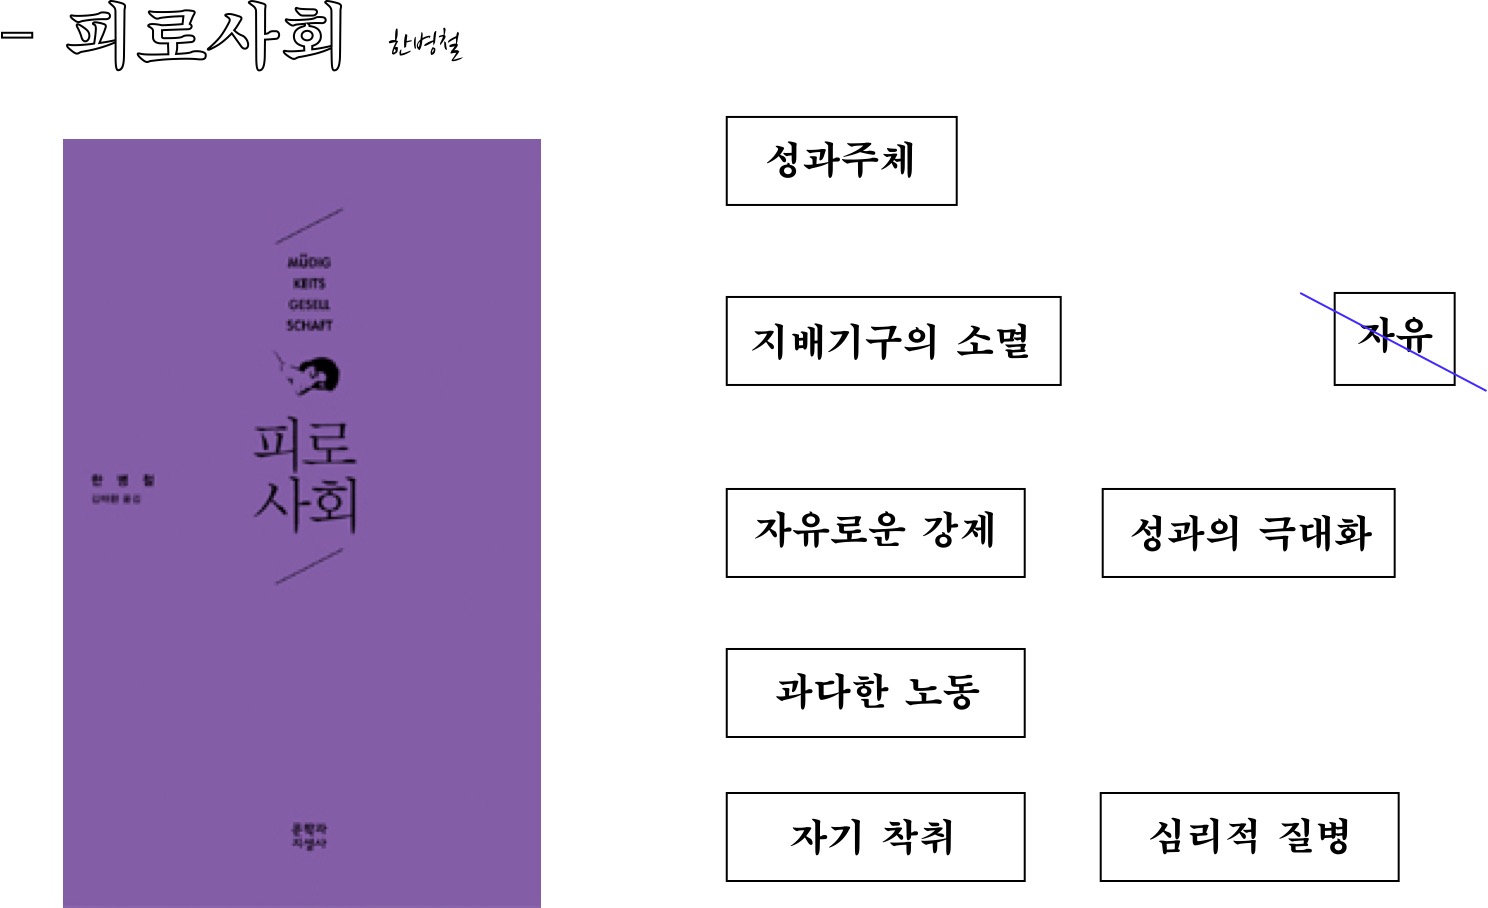 - 피로사회 한병철
MÜDIG
KEITS
GESELL
SCHAFT
피로
사회
한 병 철
김태환 옮김
문학과
지성사
성과주체
지배기구의 소멸
자유
자유로운 강제
성과의 극대화
과다한 노동
자기 착취
심리적 질병